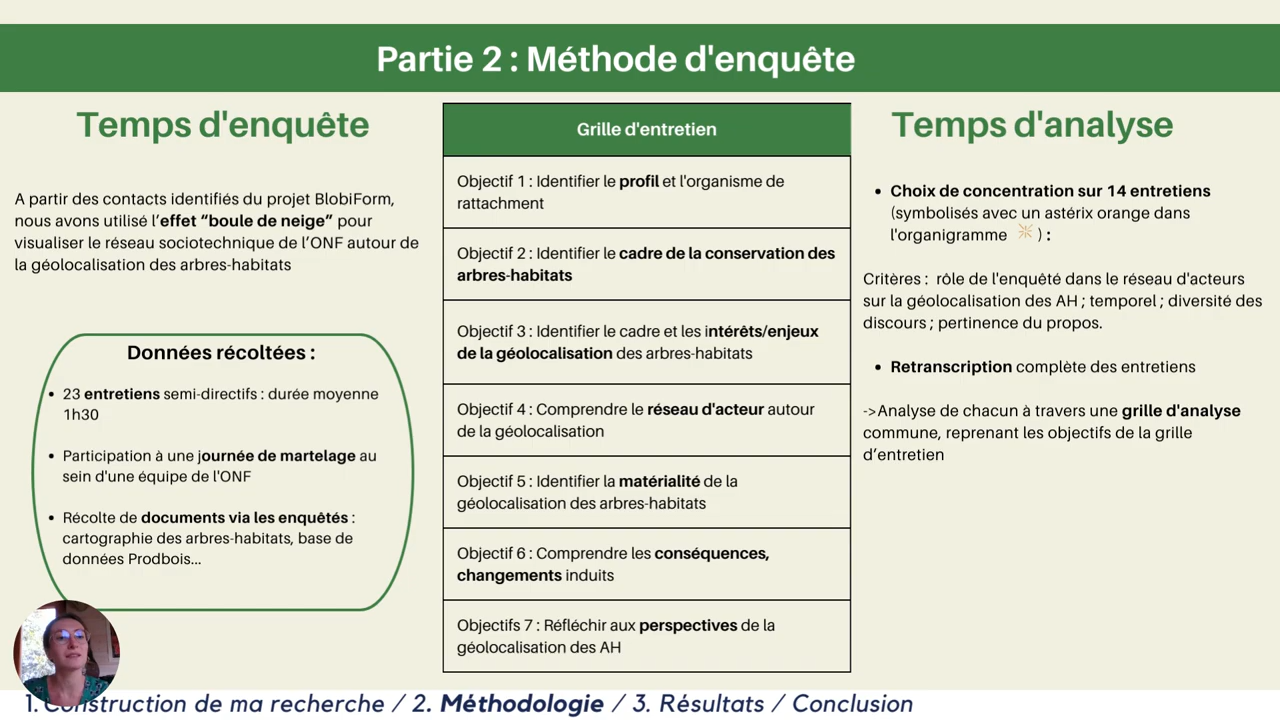 Partie 2 : Méthode d'enquête
Temps d'enquête
A partir des contacts identifiés du projet BlobiForm,
nous avons utilisé l’effet “boule de neige” pour
visualiser le réseau sociotechnique de l’ONF autour de
la géolocalisation des arbres-habitats
Données récoltées :
• 23 entretiens semi-directifs : durée moyenne
1h30
• Participation à une journée de martelage au
sein d'une équipe de l'ONF
• Récolte de documents via les enquêtés :
cartographie des arbres-habitats, base de
données Prodbois...
Grille d'entretien
Objectif 1 : Identifier le profil et l'organisme de
rattachment
Objectif 2 : Identifier le cadre de la conservation des
arbres-habitats
Objectif 3 : Identifier le cadre et les intérêts/enjeux
de la géolocalisation des arbres-habitats
Objectif 4 : Comprendre le réseau d'acteur autour
de la géolocalisation
Objectif 5 : Identifier la matérialité de la
géolocalisation des arbres-habitats
Objectif 6 : Comprendre les conséquences,
changements induits
Objectifs 7 : Réfléchir aux perspectives de la
géolocalisation des AH
Temps d'analyse
• Choix de concentration sur 14 entretiens
(symbolisés avec un astérix orange dans
l'organigramme ) :
Critères : rôle de l'enquêté dans le réseau d'acteurs
sur la géolocalisation des AH ; temporel ; diversité des
discours ; pertinence du propos.
• Retranscription complète des entretiens
->Analyse de chacun à travers une grille d'analyse
commune, reprenant les objectifs de la grille
d’entretien
1. Construction de ma recherche / 2. Méthodologie / 3. Résultats / Conclusion